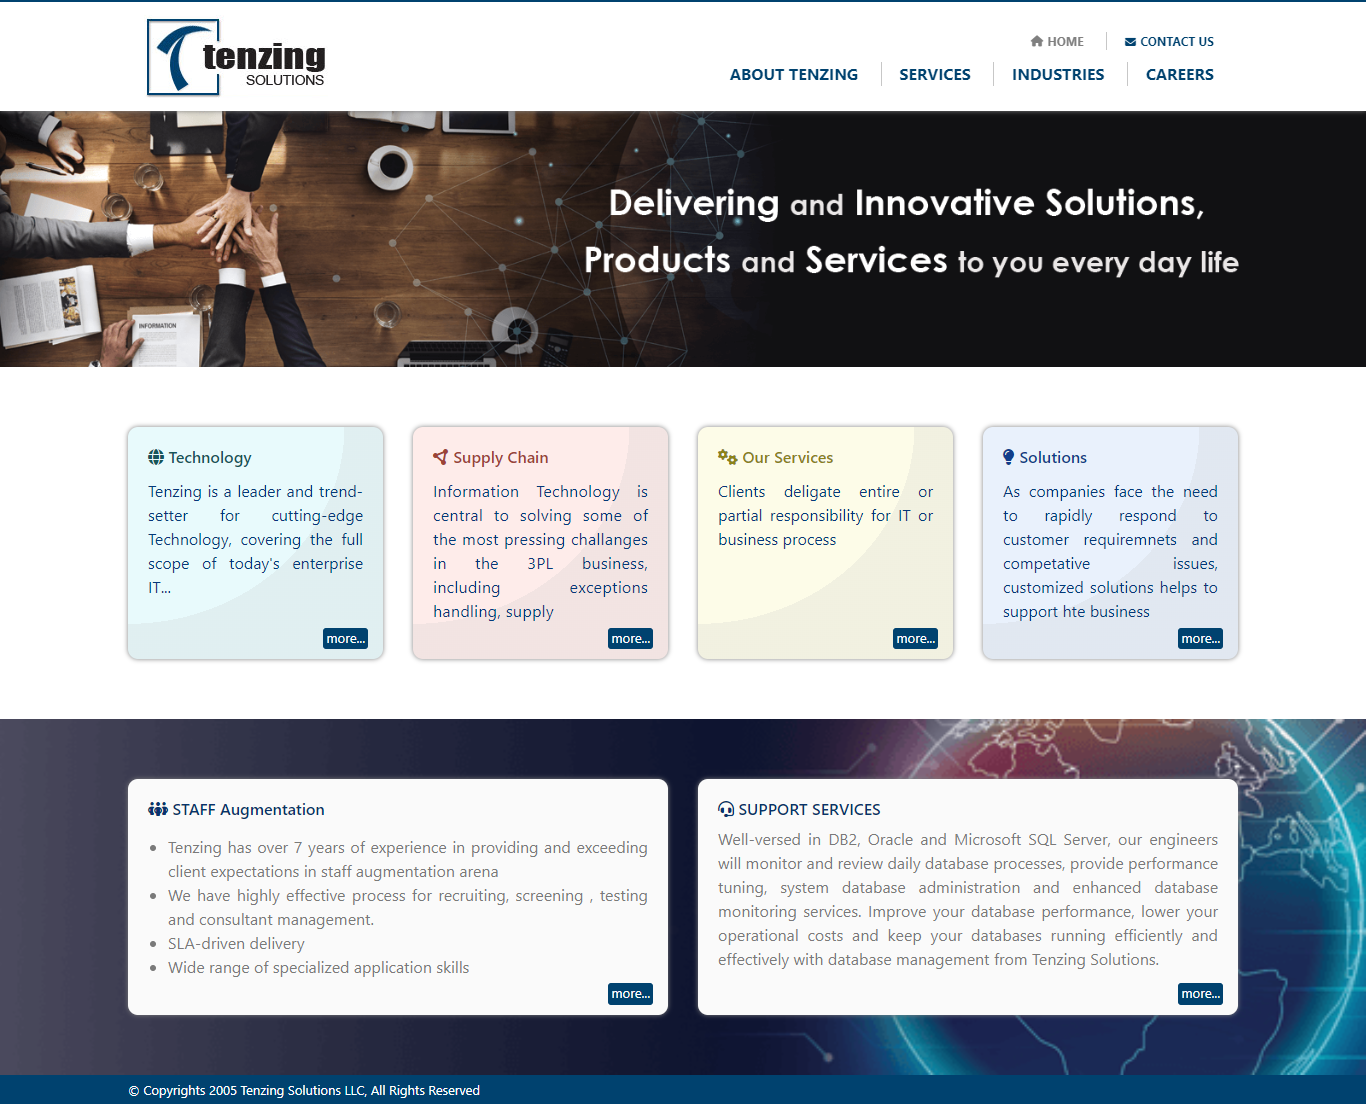 tenzing
SOLUTIONS
HOME
CONTACT US
ABOUT TENZING
SERVICES
INDUSTRIES
CAREERS
Delivering and Innovative Solutions,
Products and Services to you every day life
INFORMATION
Technology
Tenzing is a leader and trend-
setter for cutting-edge
Technology, covering the full
scope of today's enterprise
IT...
more...
Supply Chain
Information Technology is
central to solving some of
the most pressing challanges
in the 3PL business,
including exceptions
handling, supply
more...
Our Services
Clients deligate entire or
partial responsibility for IT or
business process
more...
Solutions
As companies face the need
to rapidly respond to
customer requiremnets and
competative issues,
customized solutions helps to
support hte business
more...
STAFF Augmentation
Tenzing has over 7 years of experience in providing and exceeding
client expectations in staff augmentation arena
We have highly effective process for recruiting, screening , testing
and consultant management.
SLA-driven delivery
Wide range of specialized application skills
more...
SUPPORT SERVICES
Well-versed in DB2, Oracle and Microsoft SQL Server, our engineers
will monitor and review daily database processes, provide performance
tuning, system database administration and enhanced database
monitoring services. Improve your database performance, lower your
operational costs and keep your databases running efficiently and
effectively with database management from Tenzing Solutions.
more...
© Copyrights 2005 Tenzing Solutions LLC, All Rights Reserved